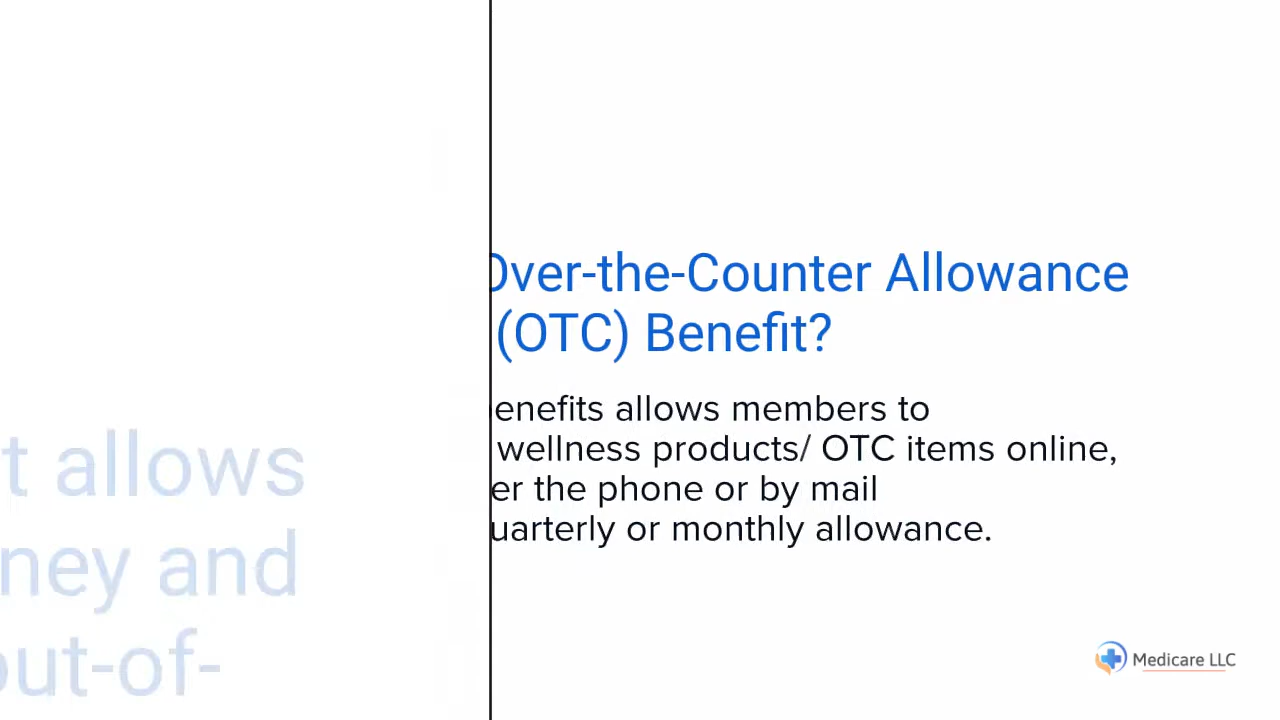 t allows
ney and
out-of-
Over-the-Counter Allowance
(OTC) Benefit?
enefits allows members to
wellness products/ OTC items online,
er the phone or by mail
uarterly or monthly allowance.
Medicare LLC